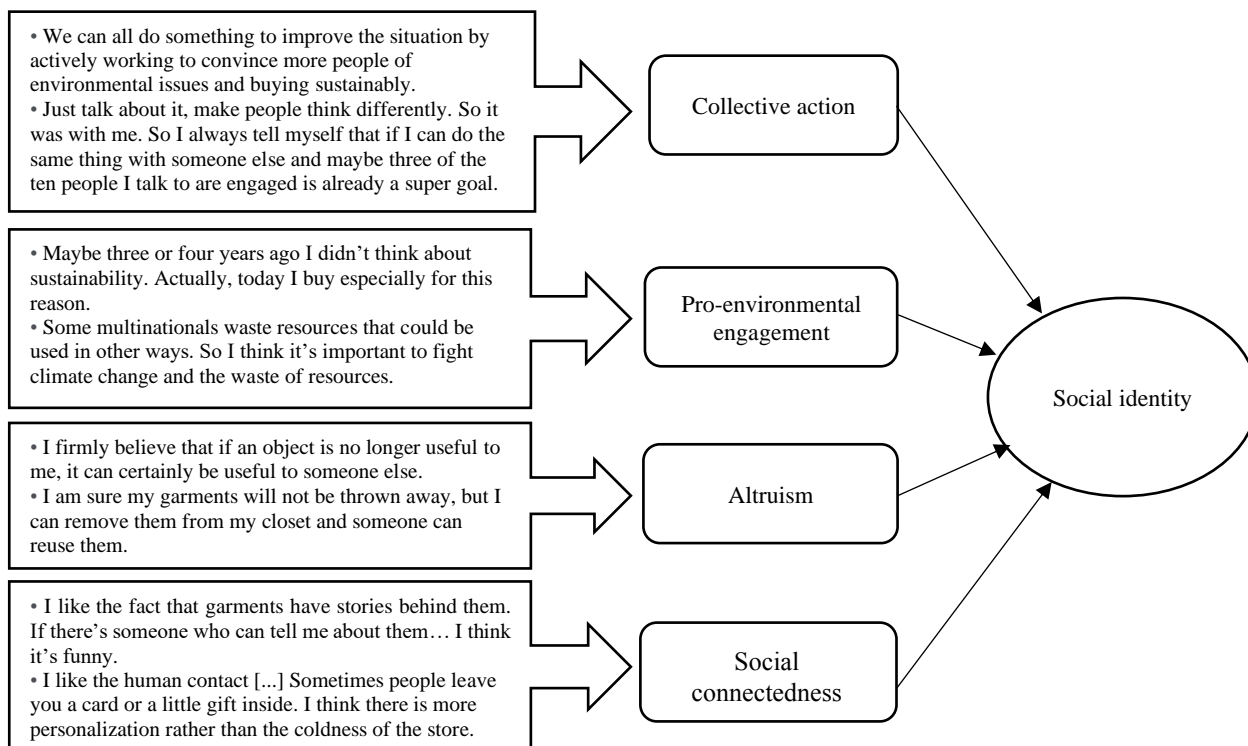 • We can all do something to improve the situation by
actively working to convince more people of
environmental issues and buying sustainably.
• Just talk about it, make people think differently. So it
was with me. So I always tell myself that if I can do the
same thing with someone else and maybe three of the
ten people I talk to are engaged is already a super goal.
Collective action
• Maybe three or four years ago I didn’t think about
sustainability. Actually, today I buy especially for this
reason.
• Some multinationals waste resources that could be
used in other ways. So I think it’s important to fight
climate change and the waste of resources.
Pro-environmental
engagement
Social identity
• I firmly believe that if an object is no longer useful to
me, it can certainly be useful to someone else.
• I am sure my garments will not be thrown away, but I
can remove them from my closet and someone can
reuse them.
Altruism
• I like the fact that garments have stories behind them.
If there’s someone who can tell me about them… I think
it’s funny.
• I like the human contact [...] Sometimes people leave
you a card or a little gift inside. I think there is more
personalization rather than the coldness of the store.
Social
connectedness